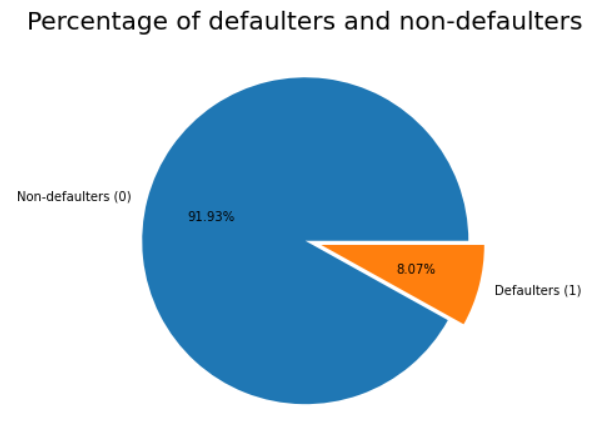 Percentage of defaulters and non-defaulters
Non-defaulters (0)
91.93%
8.07%
Defaulters (1)